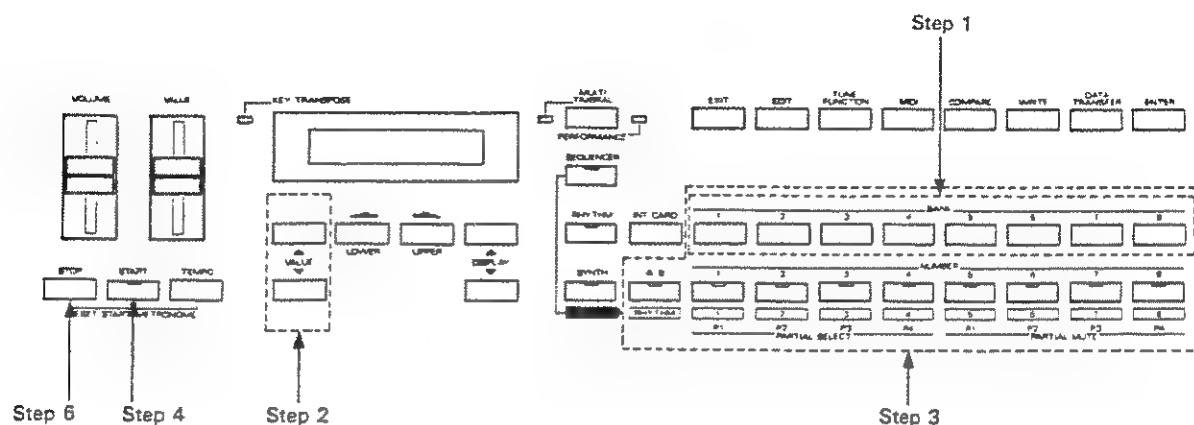 Step 1
VOLUME
VALUE
KEY TRANSPOSE
MULTI
TIMBRAL
PERFORMANCE
EXIT
EDIT
TUNE
FUNCTION
MIDI
COMPARE
WRITE
DATA
TRANSFER
ENTER
SEQUENCER
BANK
RHYTHM
INT CARD
1 2 3 4 5 6 7 8
LOWER
UPPER
VALUE
DISPLAY
NUMBER
STOP
START
TEMPO
SYNTH
A B
1 2 3 4 5 6 7 8
RHYTHM
1 2 3 4 5 6 7 8
P1 P2 P3 P4 P1 P2 P3 P4
PARTIAL SELECT
PARTIAL MUTE
Step 6
Step 4
Step 2
Step 3